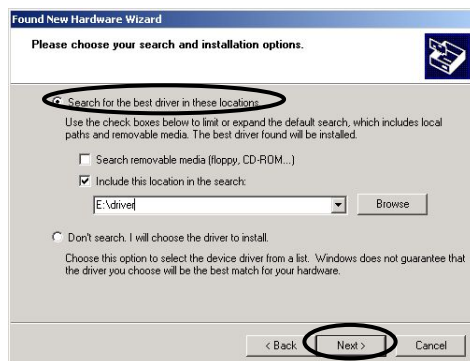 Found New Hardware Wizard
Please choose your search and installation options.
Search for the best driver in these locations.
Use the check boxes below to limit or expand the default search, which includes local
paths and removable media. The best driver found will be installed.
Search removable media (floppy, CD-ROM...)
Include this location in the search:
E:\driver
Browse
Don't search. I will choose the driver to install.
Choose this option to select the device driver from a list. Windows does not guarantee that
the driver you choose will be the best match for your hardware.
< Back Next > Cancel